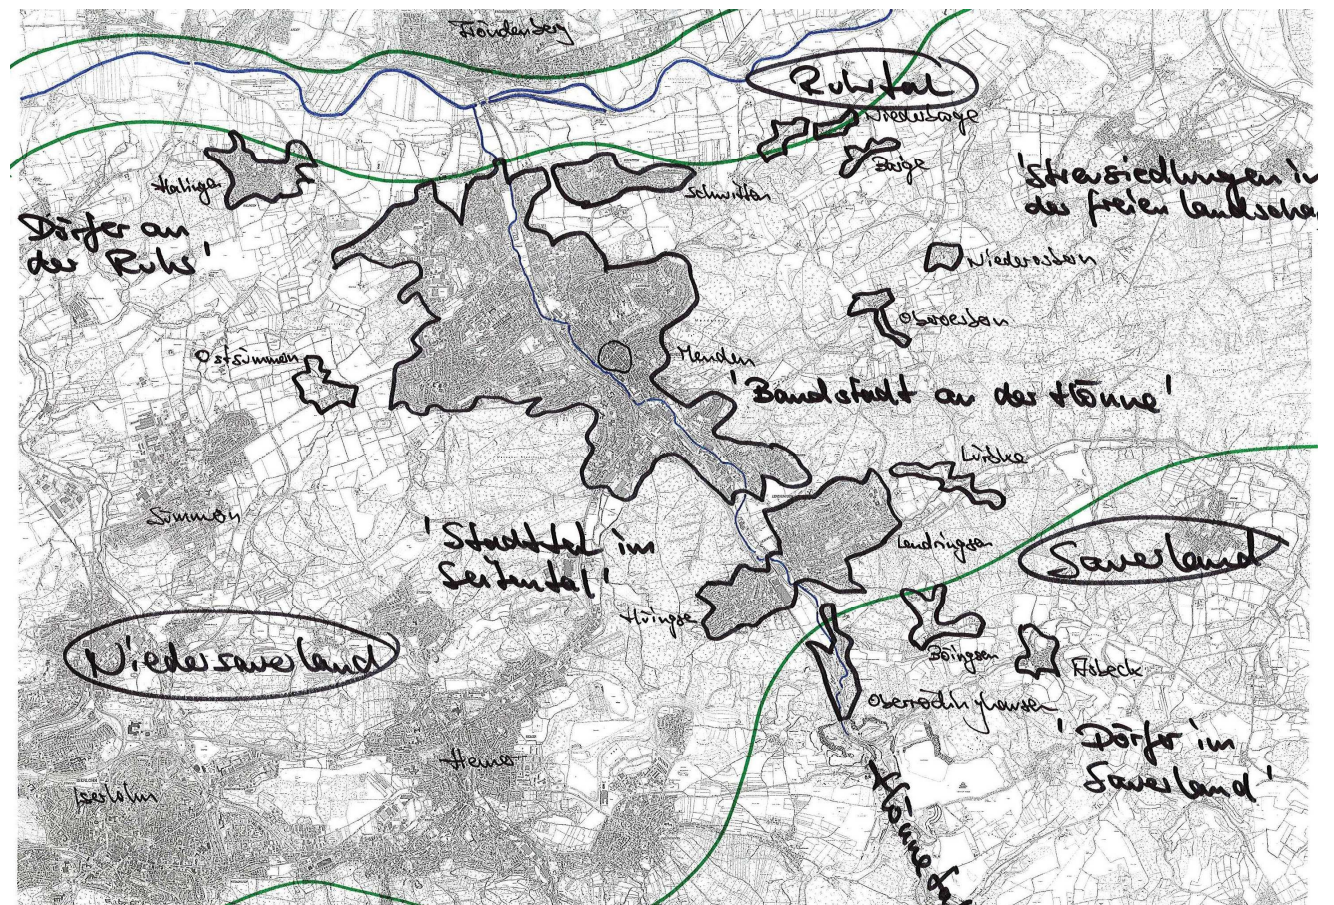 Fröndenberg
Ruhrtal
Niederbarge
Barge
Halingen
Schwitten
'Streusiedlungen in
der freien Landschaf
Dörfer an
der Ruhr'
Niederoesbern
Oberoesbern
Ostsümmern
Menden
'Bandstadt an der Hönne'
Lürbke
Sümmern
'Stadtteil im
Seitental'
Lendringsen
Sauerland
Hüingsen
Niedersauerland
Böingsen
Asbeck
Oberrödinghausen
'Dörfer im
Sauerland'
Hemer
Iserlohn